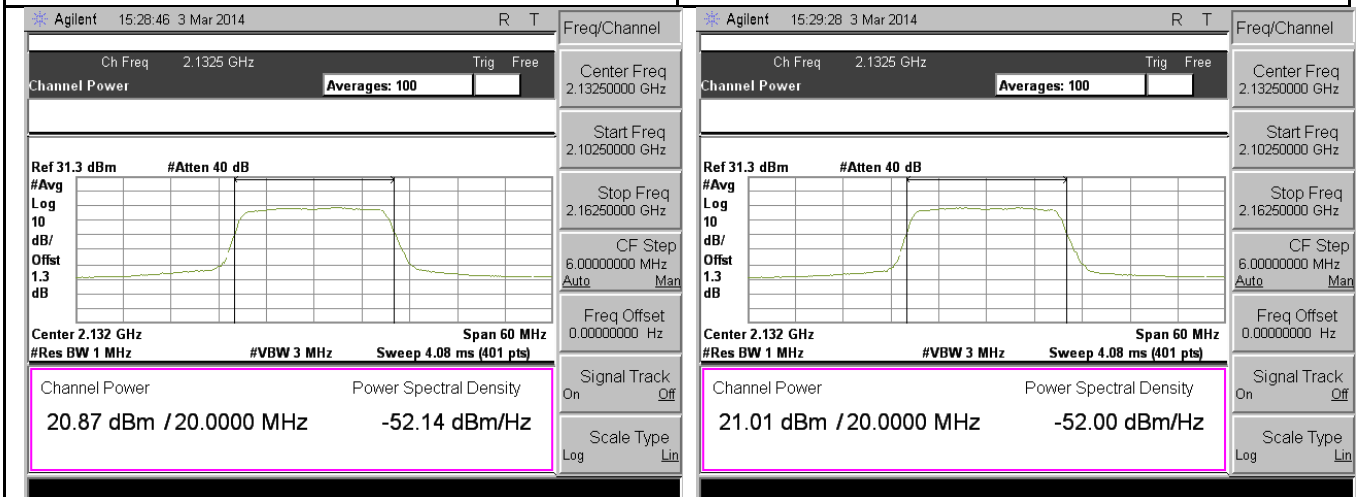 Agilent 15:28:46 3 Mar 2014 R T
Freq/Channel
Ch Freq 2.1325 GHz Trig Free
Channel Power Averages: 100
Center Freq
2.13250000 GHz
Start Freq
2.10250000 GHz
Ref 31.3 dBm #Atten 40 dB
#Avg
Log
10
dB/
Offst
1.3
dB
Stop Freq
2.16250000 GHz
CF Step
6.00000000 MHz
Auto Man
Freq Offset
0.00000000 Hz
Center 2.132 GHz Span 60 MHz
#Res BW 1 MHz #VBW 3 MHz Sweep 4.08 ms (401 pts)
Signal Track
On Off
Channel Power Power Spectral Density
20.87 dBm / 20.0000 MHz -52.14 dBm/Hz
Scale Type
Log Lin
Agilent 15:29:28 3 Mar 2014 R T
Freq/Channel
Ch Freq 2.1325 GHz Trig Free
Channel Power Averages: 100
Center Freq
2.13250000 GHz
Start Freq
2.10250000 GHz
Ref 31.3 dBm #Atten 40 dB
#Avg
Log
10
dB/
Offst
1.3
dB
Stop Freq
2.16250000 GHz
CF Step
6.00000000 MHz
Auto Man
Freq Offset
0.00000000 Hz
Center 2.132 GHz Span 60 MHz
#Res BW 1 MHz #VBW 3 MHz Sweep 4.08 ms (401 pts)
Signal Track
On Off
Channel Power Power Spectral Density
21.01 dBm / 20.0000 MHz -52.00 dBm/Hz
Scale Type
Log Lin